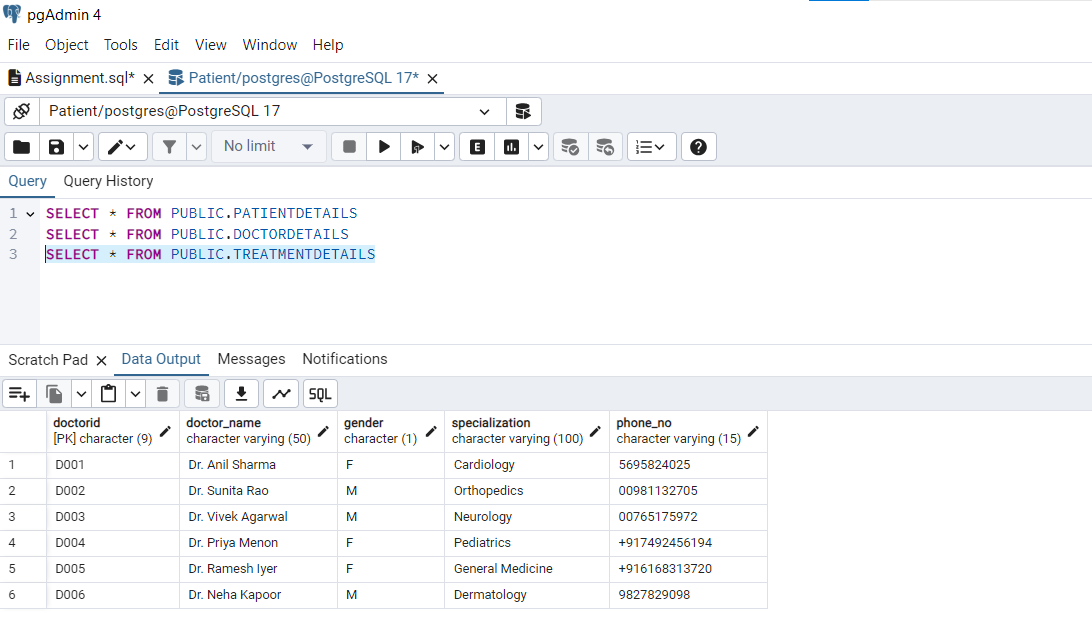 pgAdmin 4
File Object Tools Edit View Window Help
Assignment.sql* Patient/postgres@PostgreSQL 17*
Patient/postgres@PostgreSQL 17
No limit E
Query Query History
1 SELECT * FROM PUBLIC.PATIENTDETAILS
2 SELECT * FROM PUBLIC.DOCTORDETAILS
3 SELECT * FROM PUBLIC.TREATMENTDETAILS
Scratch Pad Data Output Messages Notifications
SQL
doctorid doctor_name gender specialization phone_no
[PK] character (9) character varying (50) character (1) character varying (100) character varying (15)
1 D001 Dr. Anil Sharma F Cardiology 5695824025
2 D002 Dr. Sunita Rao M Orthopedics 00981132705
3 D003 Dr. Vivek Agarwal M Neurology 00765175972
4 D004 Dr. Priya Menon F Pediatrics +917492456194
5 D005 Dr. Ramesh Iyer F General Medicine +916168313720
6 D006 Dr. Neha Kapoor M Dermatology 9827829098